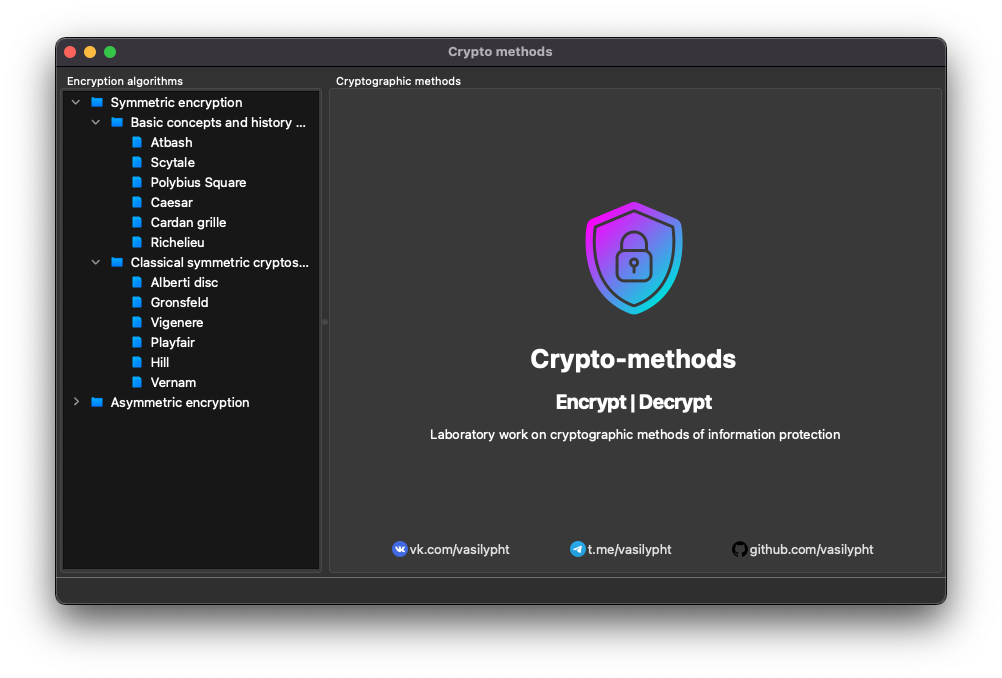 Crypto methods
Encryption algorithms
Symmetric encryption
Basic concepts and history ...
Atbash
Scytale
Polybius Square
Caesar
Cardan grille
Richelieu
Classical symmetric cryptos...
Alberti disc
Gronsfeld
Vigenere
Playfair
Hill
Vernam
Asymmetric encryption
Cryptographic methods
Crypto-methods
Encrypt | Decrypt
Laboratory work on cryptographic methods of information protection
vk.com/vasilypht
t.me/vasilypht
github.com/vasilypht